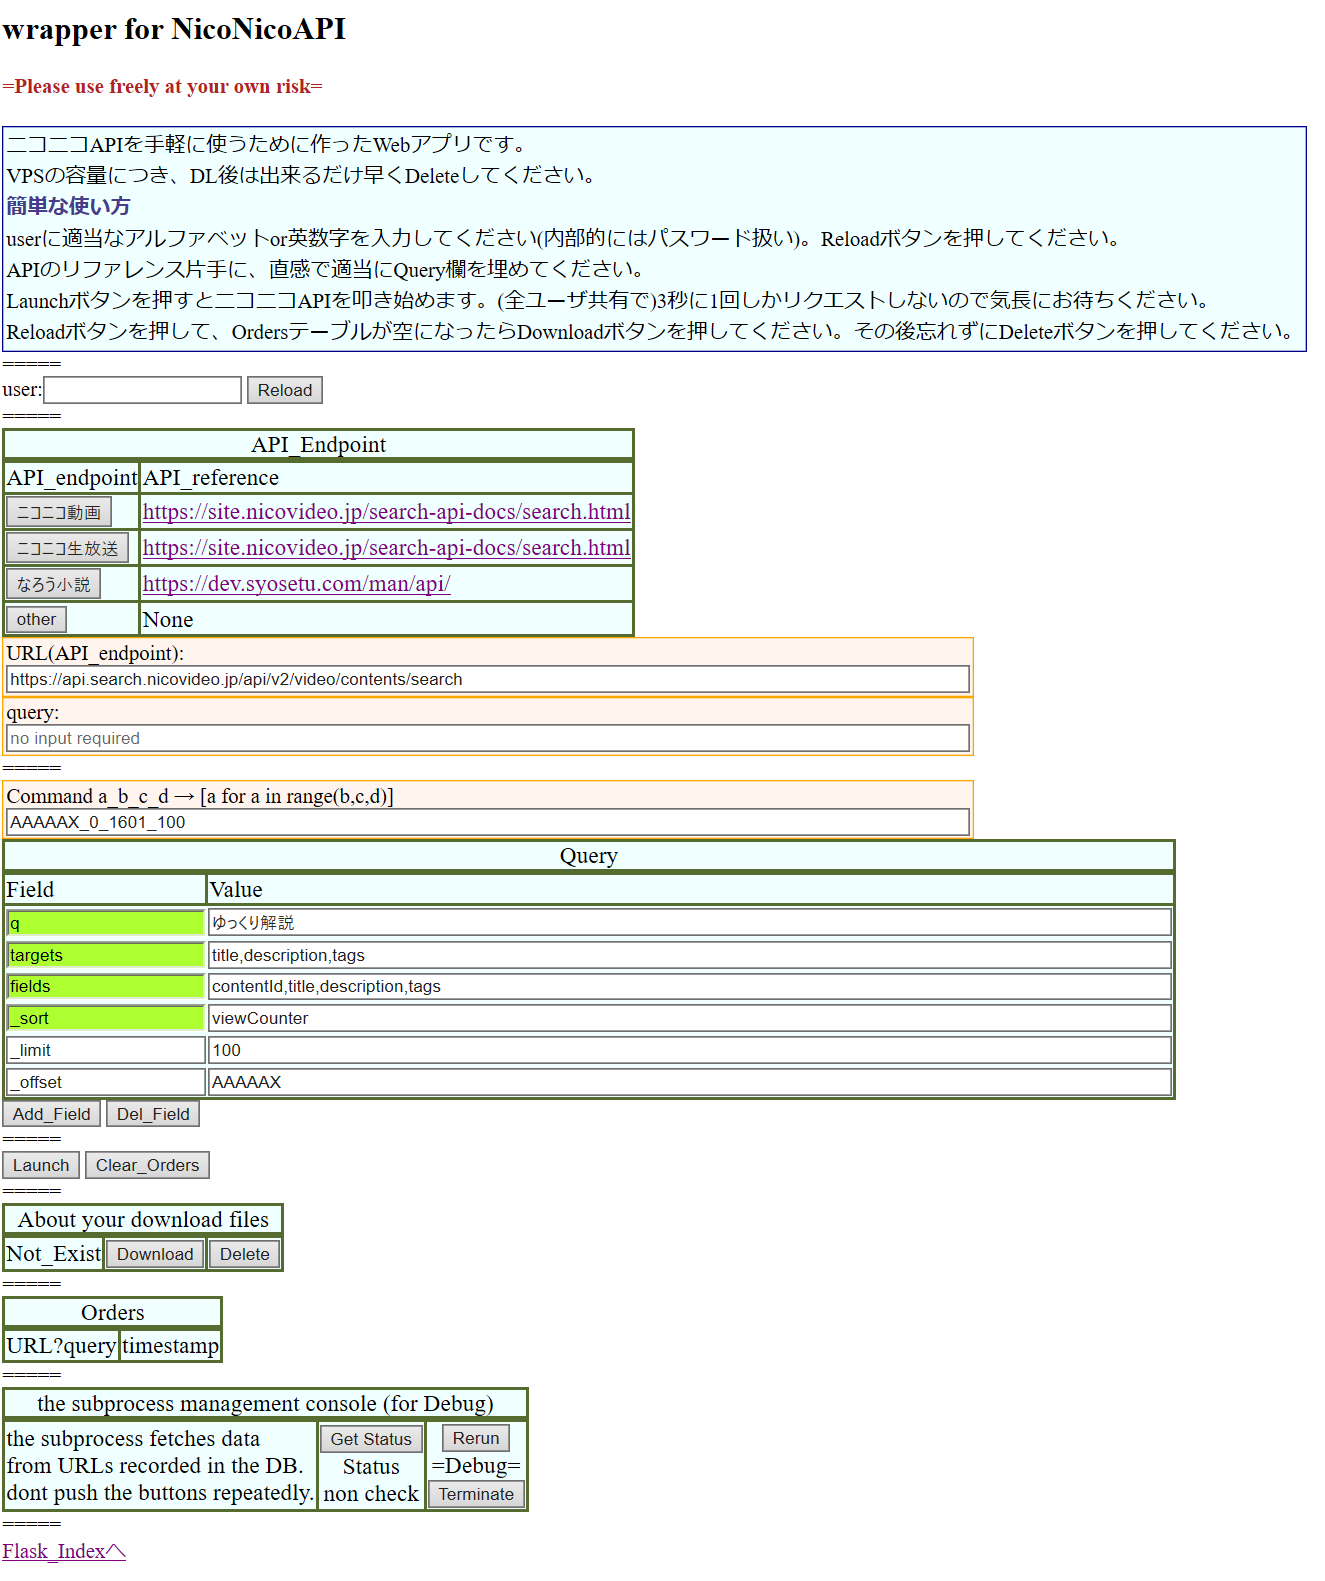 wrapper for NicoNicoAPI
=Please use freely at your own risk=
ニコニコAPIを手軽に使うために作ったWebアプリです。
VPSの容量につき、DL後は出来るだけ早くDeleteしてください。
簡単な使い方
userに適当なアルファベットor英数字を入力してください(内部的にはパスワード扱い)。Reloadボタンを押してください。
APIのリファレンス片手に、直感で適当にQuery欄を埋めてください。
Launchボタンを押すとニコニコAPIを叩き始めます。(全ユーザ共有で)3秒に1回しかリクエストしないので気長にお待ちください。
Reloadボタンを押して、Ordersテーブルが空になったらDownloadボタンを押してください。その後忘れずにDeleteボタンを押してください。
=====
user: Reload
=====
API_Endpoint
API_endpoint API_reference
ニコニコ動画 https://site.nicovideo.jp/search-api-docs/search.html
ニコニコ生放送 https://site.nicovideo.jp/search-api-docs/search.html
なろう小説 https://dev.syosetu.com/man/api/
other None
URL(API_endpoint):
https://api.search.nicovideo.jp/api/v2/video/contents/search
query:
no input required
=====
Command a_b_c_d → [a for a in range(b,c,d)]
AAAAAX_0_1601_100
Query
Field Value
q ゆっくり解説
targets title,description,tags
fields contentId,title,description,tags
_sort viewCounter
_limit 100
_offset AAAAAX
Add_Field Del_Field
=====
Launch Clear_Orders
=====
About your download files
Not_Exist Download Delete
=====
Orders
URL?query timestamp
=====
the subprocess management console (for Debug)
the subprocess fetches data
from URLs recorded in the DB.
dont push the buttons repeatedly.
Get Status
Status
non check
Rerun
=Debug=
Terminate
=====
Flask_Indexへ